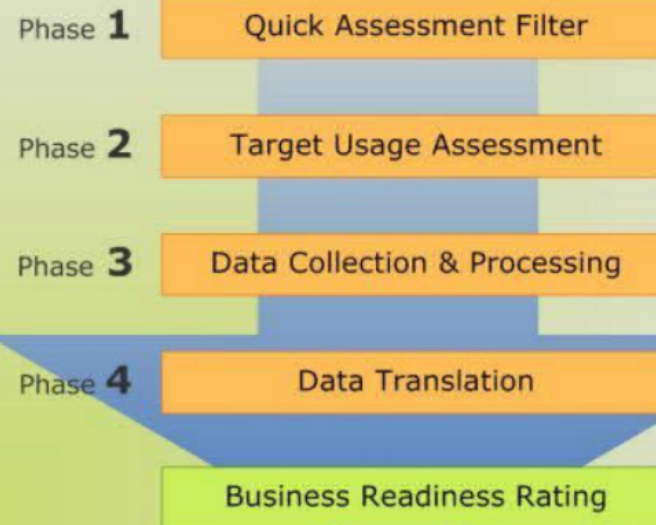 Phase 1 Quick Assessment Filter
Phase 2 Target Usage Assessment
Phase 3 Data Collection & Processing
Phase 4 Data Translation
Business Readiness Rating